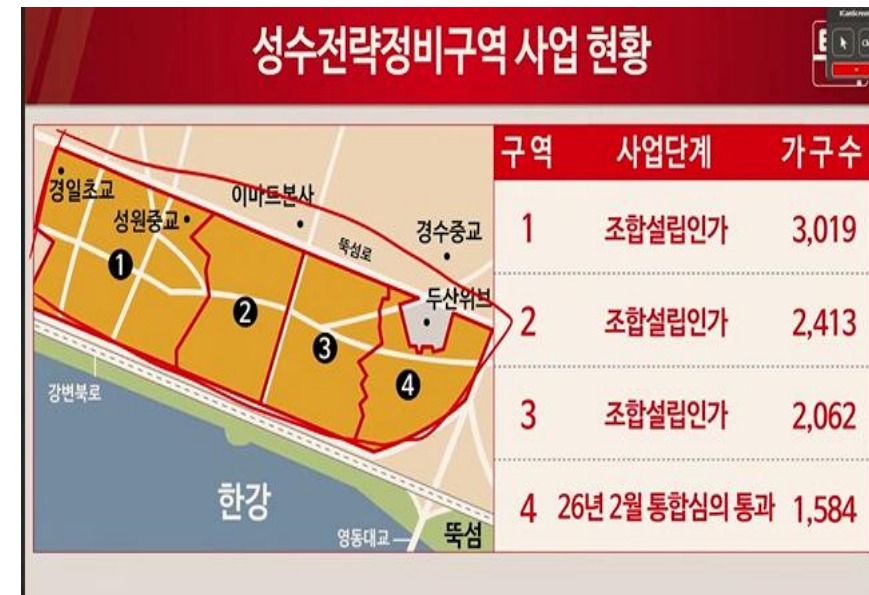 성수전략정비구역 사업 현황
경일초교
성원중교
이마트본사
뚝섬로
경수중교
두산위브
1
2
3
4
강변북로
한강
영동대교
뚝섬
구역 사업단계 가구수
1 조합설립인가 3,019
2 조합설립인가 2,413
3 조합설립인가 2,062
4 26년 2월 통합심의 통과 1,584